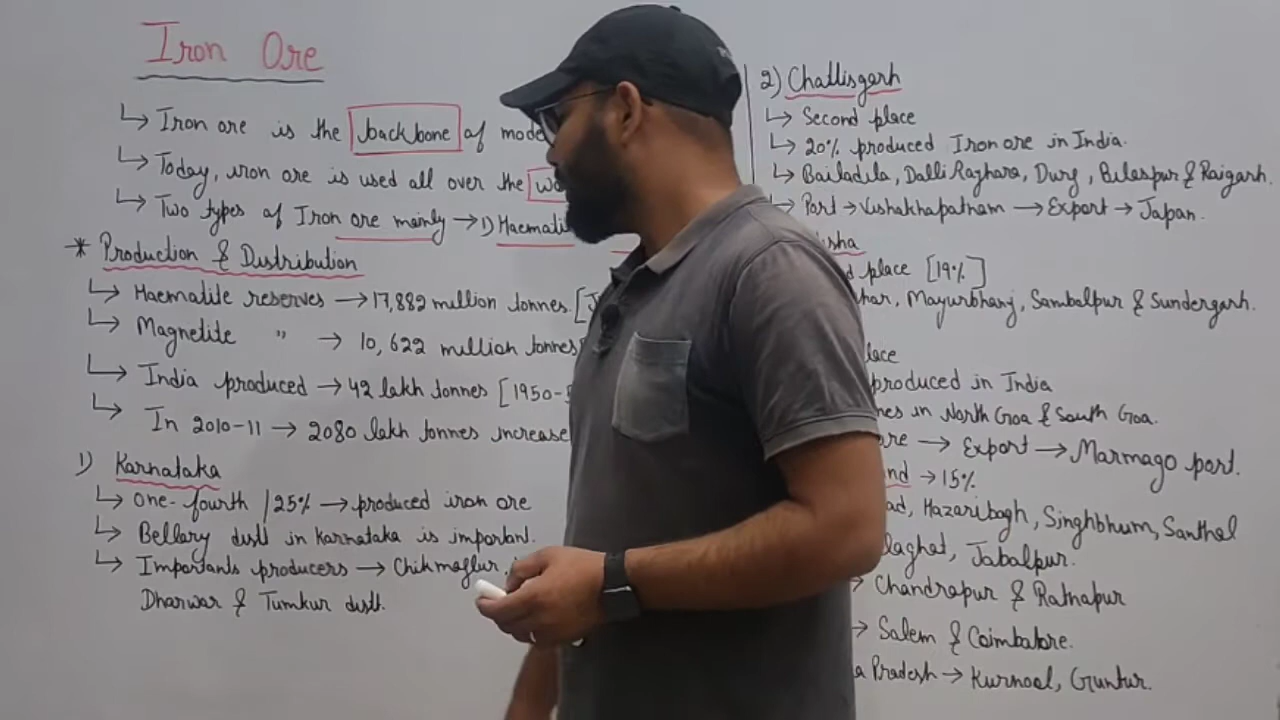 Iron Ore
↳ Iron ore is the backbone of mode
↳ Today, iron ore is used all over the
↳ Two types of Iron ore mainly → 1) Haemati
* Production & Distribution
↳ Haematite reserves → 17,882 million tonnes.
↳ Magnetite " → 10,622 million tonnes
↳ India produced → 42 lakh tonnes [1950-5
↳ In 2010-11 → 2080 lakh tonnes increase
1) Karnataka
↳ One-fourth / 25% → produced iron ore
↳ Bellary distt in Karnataka is important.
↳ Importants producers → Chikmaglur,
Dharwar & Tumkur distt.
2) Chattisgarh
↳ Second place
↳ 20% produced Iron ore in India.
↳ Bailadila, Dalli Rajhara, Durg, Bilaspur & Raigarh.
↳ Port → Vishakhapatnam → Export → Japan.
isha
d place [19%]
har, Mayurbhanj, Sambalpur & Sundergarh.
lace
produced in India
nes in North Goa & South Goa.
ore → Export → Marmago port.
nd → 15%
ad, Hazaribagh, Singhbhum, Santhal
laghat, Jabalpur.
→ Chandrapur & Ratnapur
→ Salem & Coimbatore.
a Pradesh → Kurnool, Guntur.